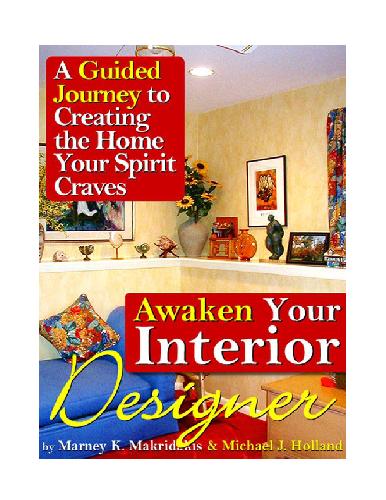 A Guided
Journey to
Creating
the Home
Your Spirit
Craves
Awaken Your
Interior
Designer
by Marney K. Makridakis & Michael J. Holland